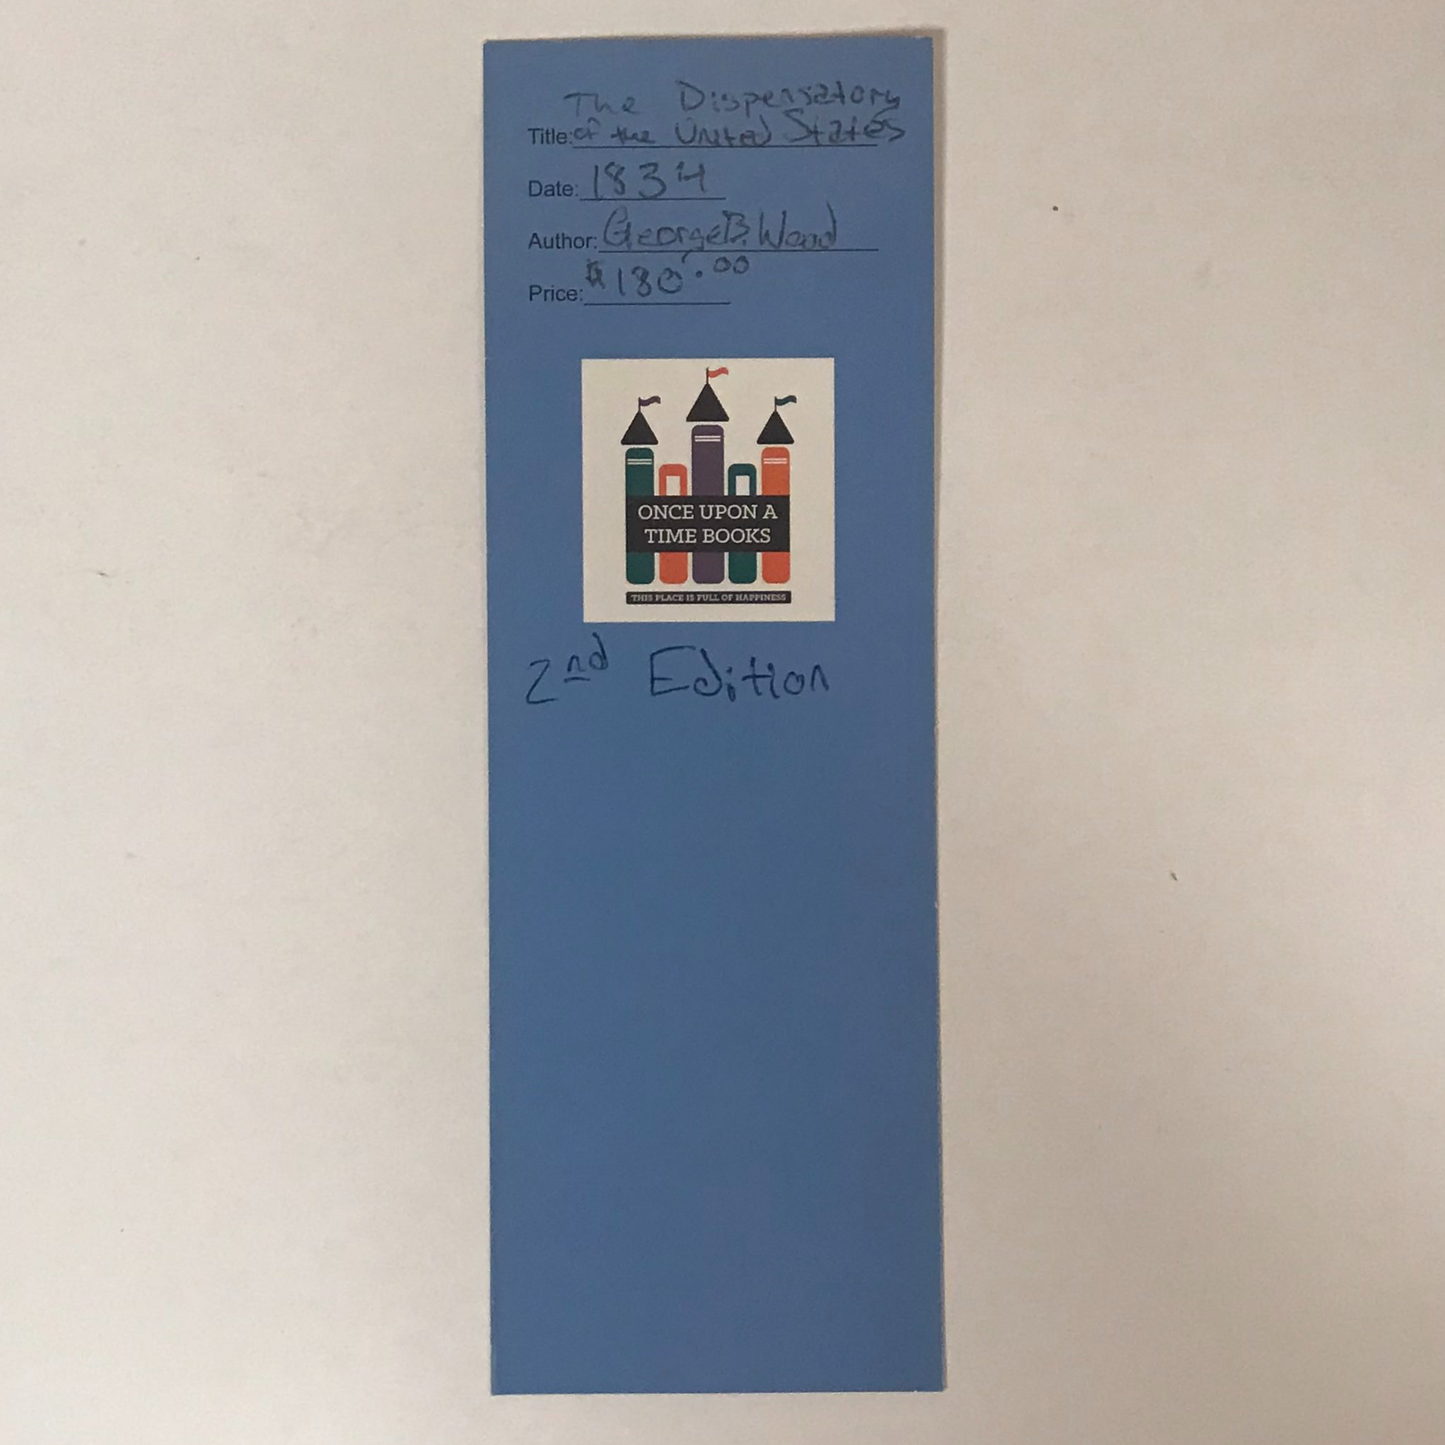 The Dispensatory
Title: of the United States
Date: 1834
Author: George B. Wood
Price: $180.00
ONCE UPON A
TIME BOOKS
THIS PLACE IS FULL OF HAPPINESS
2nd Edition